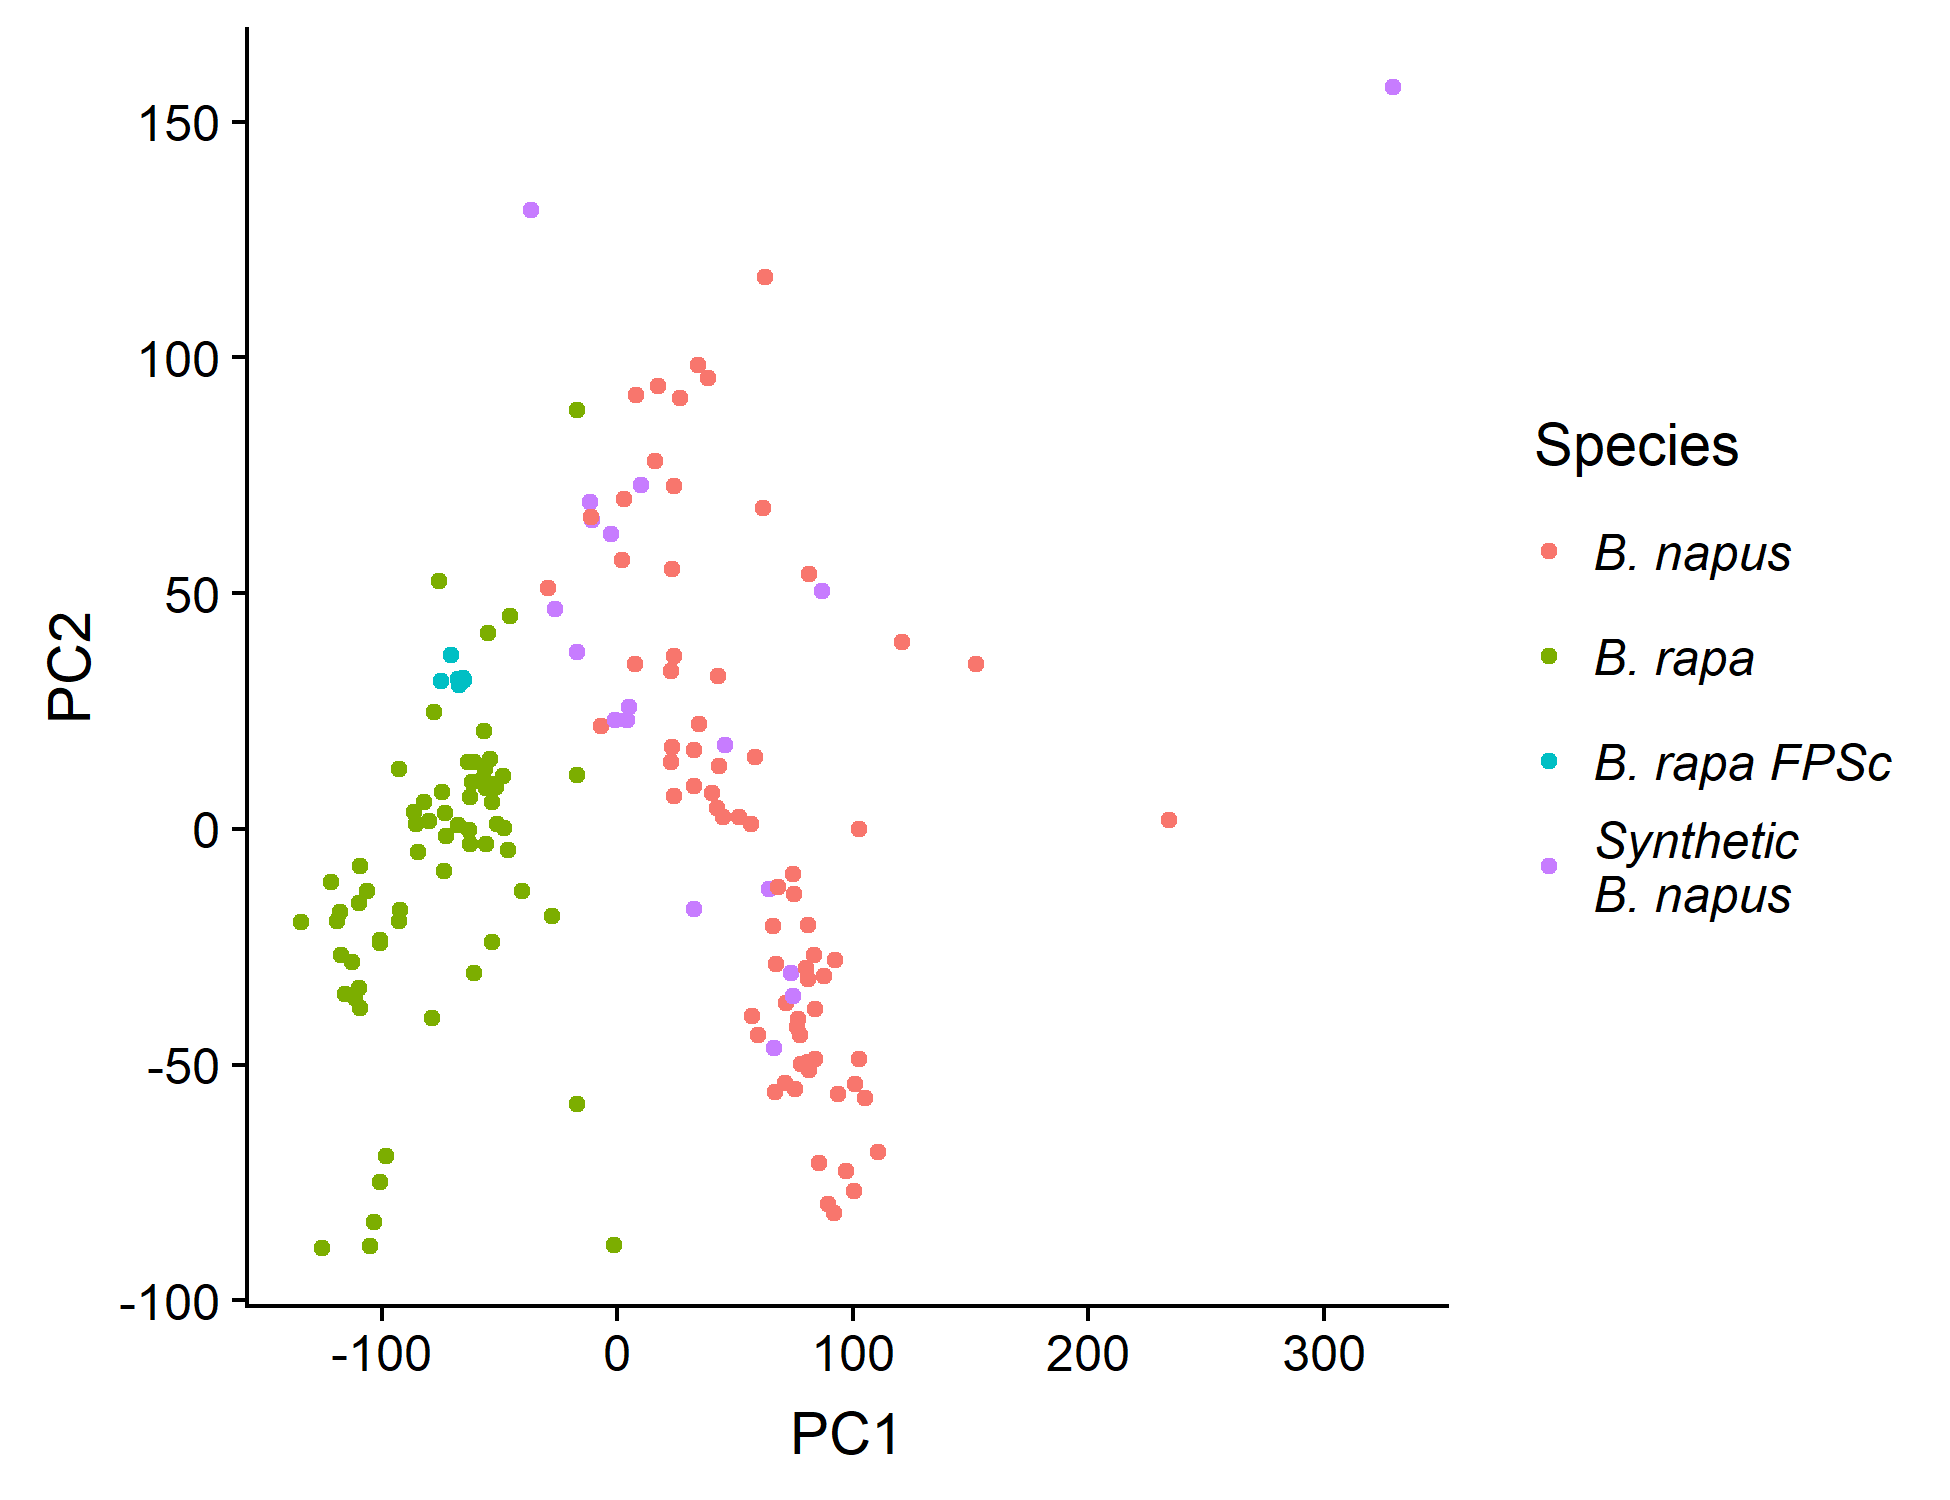 150
100
50
0
-50
-100
PC2
-100 0 100 200 300
PC1
Species
B. napus
B. rapa
B. rapa FPSc
Synthetic
B. napus